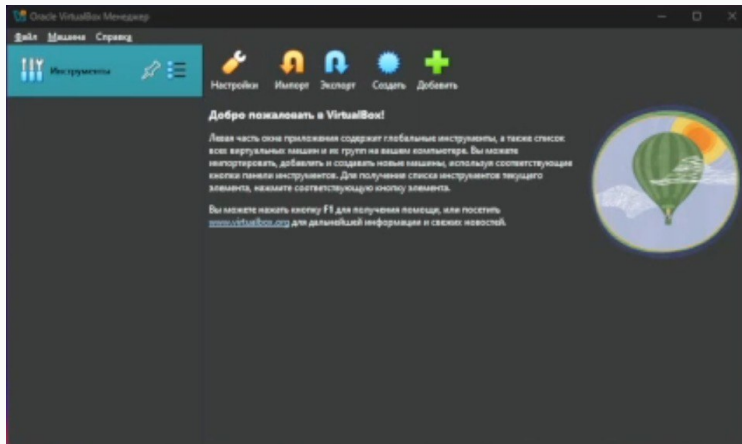 Oracle VirtualBox Менеджер
Файл Машина Справка
Инструменты
Настройки Импорт Экспорт Создать Добавить
Добро пожаловать в VirtualBox!
Левая часть окна приложения содержит глобальные инструменты, а также список
всех виртуальных машин и их групп на вашем компьютере. Вы можете
импортировать, добавлять и создавать новые машины, используя соответствующие
кнопки панели инструментов. Для получения списка инструментов текущего
элемента, нажмите соответствующую кнопку элемента.
Вы можете нажать кнопку F1 для получения помощи, или посетить
www.virtualbox.org для дальнейшей информации и свежих новостей.